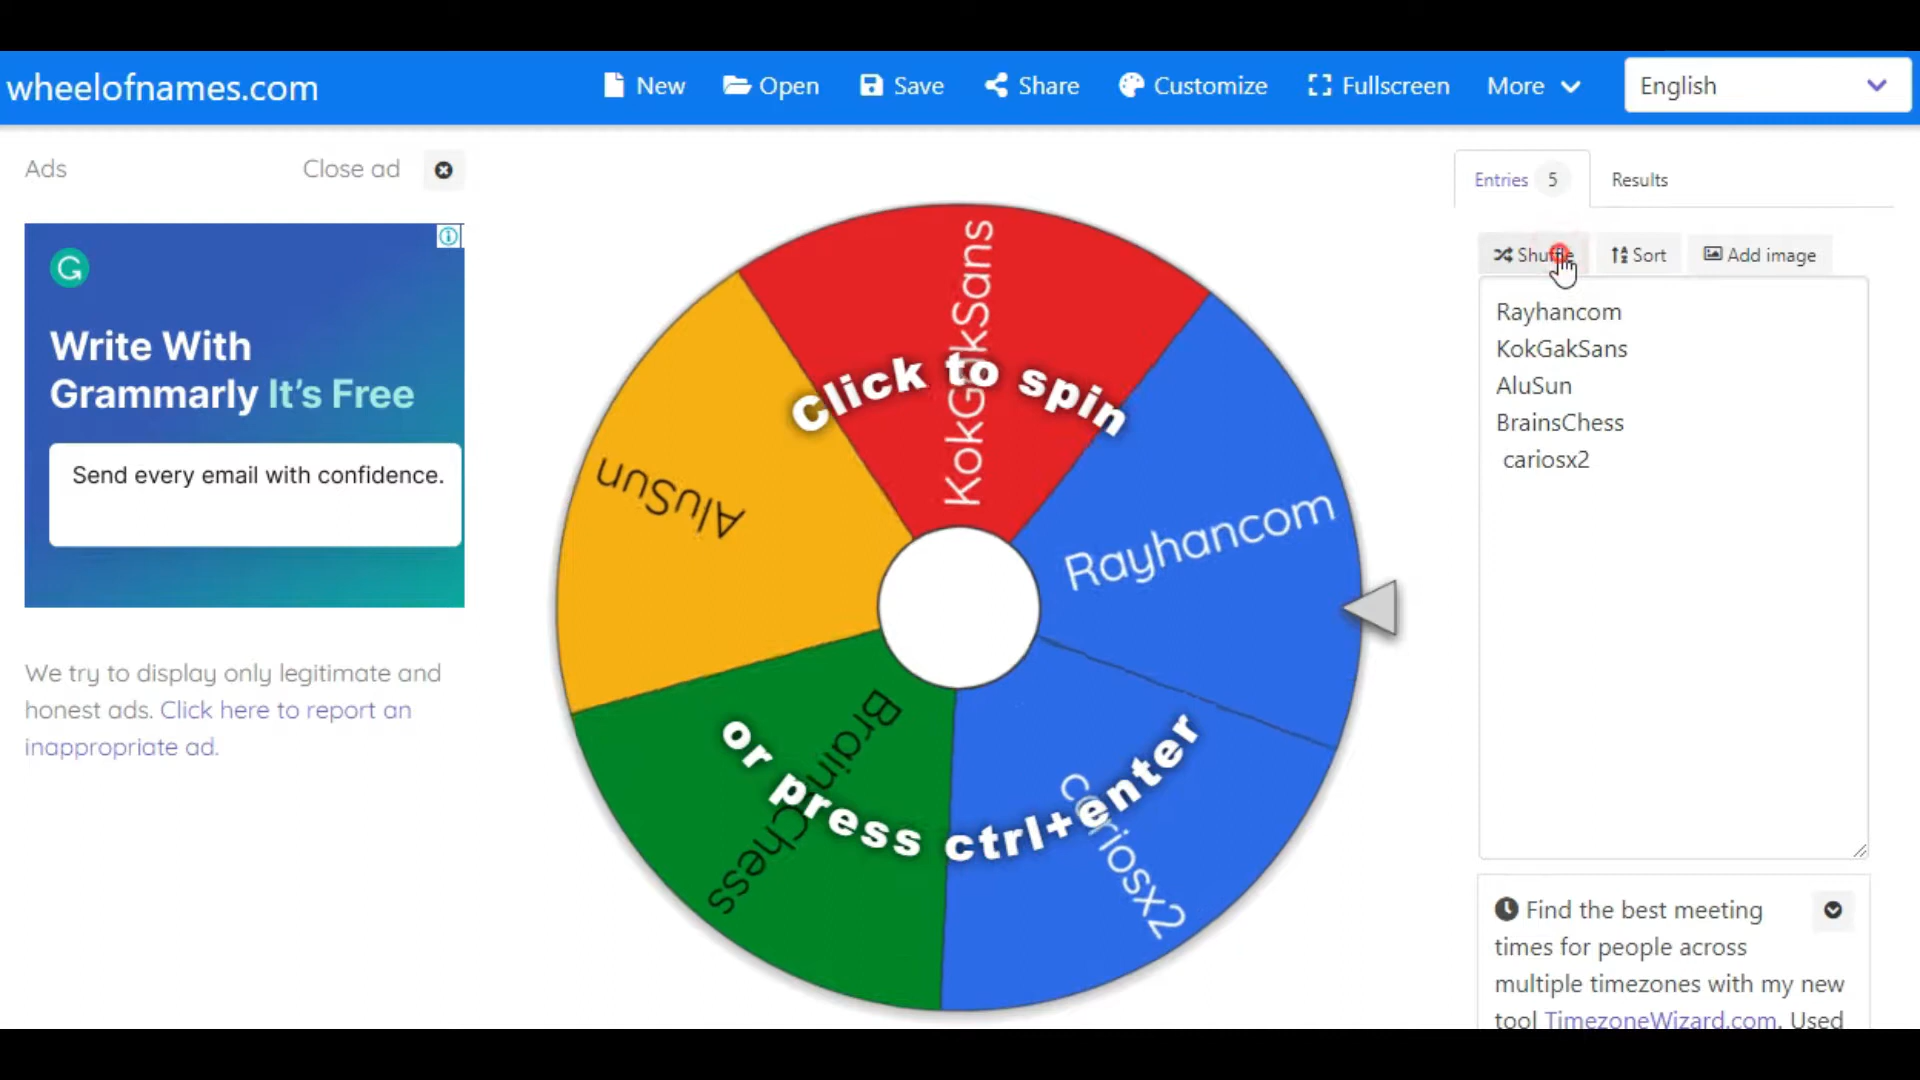 wheelofnames.com
New
Open
Save
Share
Customize
Fullscreen
More
English
Ads
Close ad
Write With
Grammarly It's Free
Send every email with confidence.
We try to display only legitimate and
honest ads. Click here to report an
inappropriate ad.
KokGakSans
Click to spin
Rayhancom
AluSun
BrainsChess
cariosx2
or press ctrl+enter
Entries 5
Results
Shuffle
Sort
Add image
Rayhancom
KokGakSans
AluSun
BrainsChess
cariosx2
Find the best meeting
times for people across
multiple timezones with my new
tool TimezoneWizard.com. Used